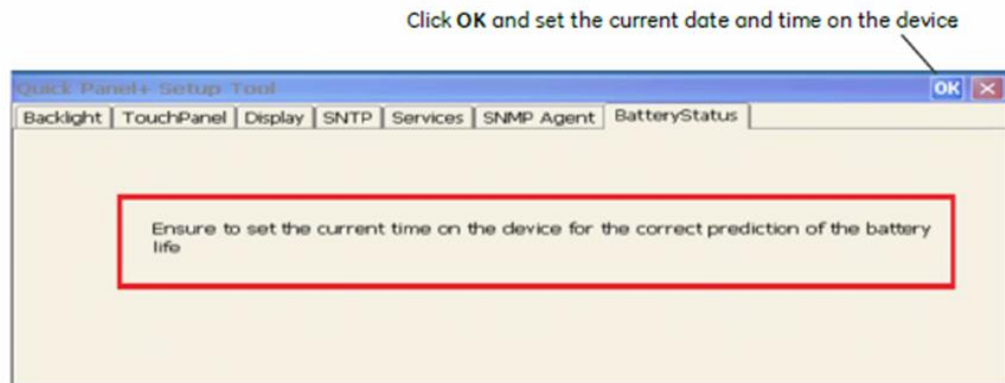 Click OK and set the current date and time on the device
Quick Panel+ Setup Tool OK
Backlight TouchPanel Display SNTP Services SNMP Agent BatteryStatus
Ensure to set the current time on the device for the correct prediction of the battery
life